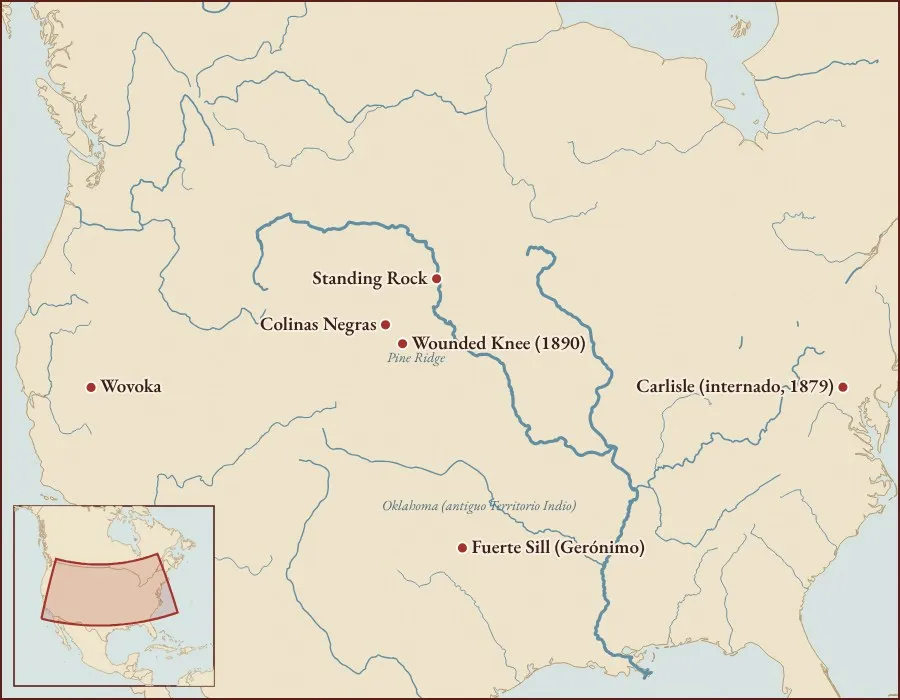 Standing Rock
Colinas Negras
Wounded Knee (1890)
Pine Ridge
Wovoka
Carlisle (internado, 1879)
Oklahoma (antiguo Territorio Indio)
Fuerte Sill (Gerónimo)